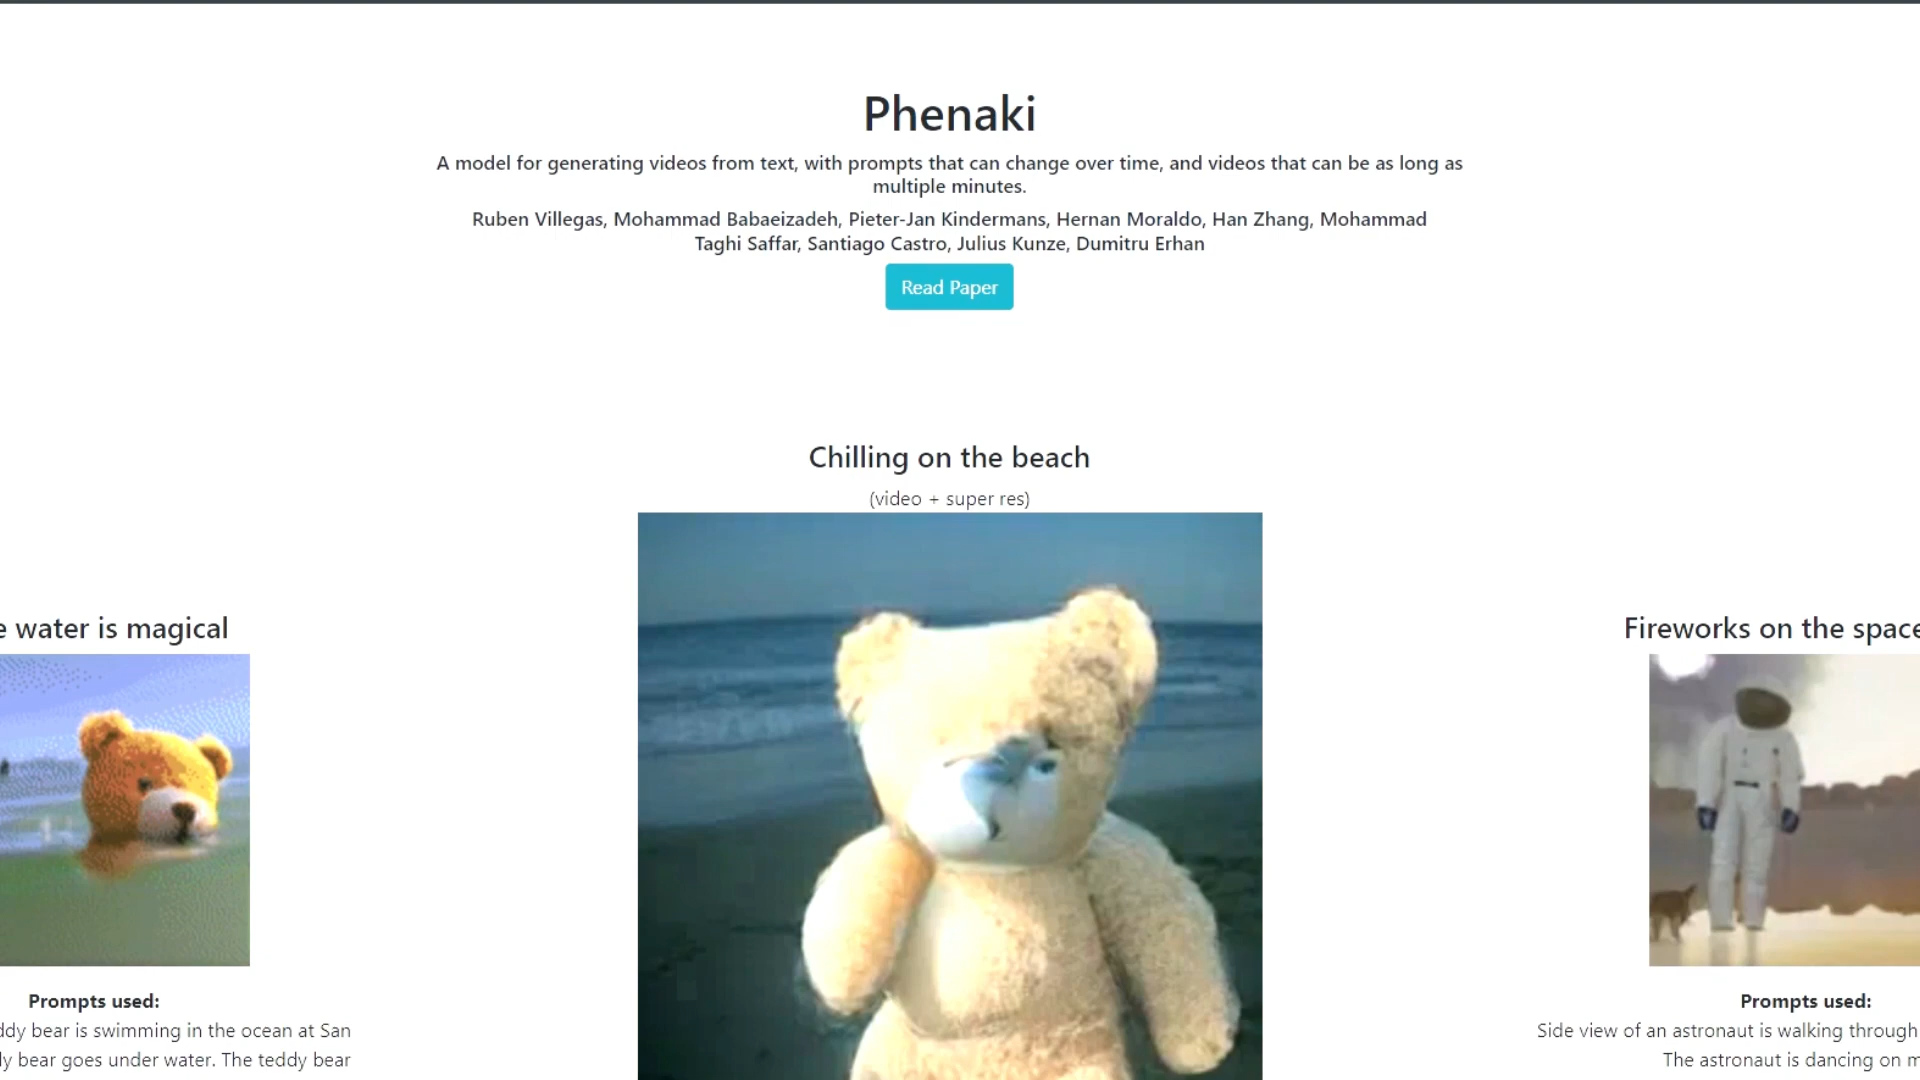 Phenaki
A model for generating videos from text, with prompts that can change over time, and videos that can be as long as
multiple minutes.
Ruben Villegas, Mohammad Babaeizadeh, Pieter-Jan Kindermans, Hernan Moraldo, Han Zhang, Mohammad
Taghi Saffar, Santiago Castro, Julius Kunze, Dumitru Erhan
Read Paper
Chilling on the beach
(video + super res)
water is magical
Prompts used:
bear is swimming in the ocean at San
bear goes under water. The teddy bear
Fireworks on the space
Prompts used:
Side view of an astronaut is walking through
The astronaut is dancing on